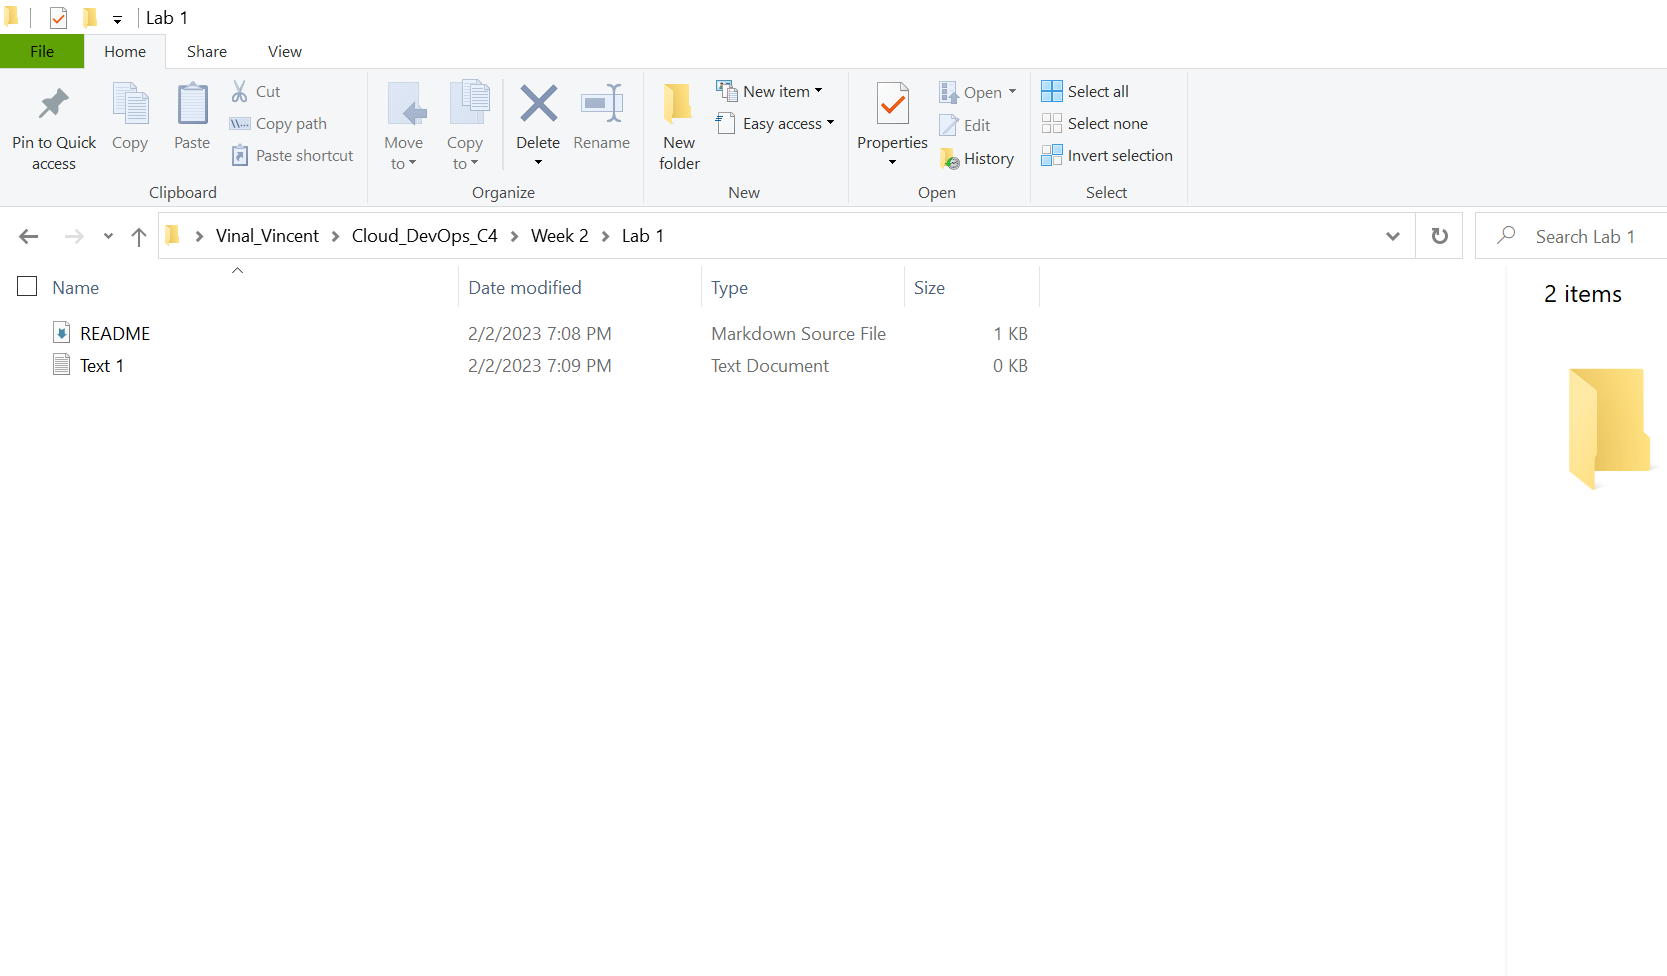 Lab 1
File Home Share View
Pin to Quick access
Copy
Paste
Cut
Copy path
Paste shortcut
Clipboard
Move to
Copy to
Delete
Rename
Organize
New folder
New item
Easy access
New
Properties
Open
Edit
History
Open
Select all
Select none
Invert selection
Select
Vinal_Vincent Cloud_DevOps_C4 Week 2 Lab 1
Search Lab 1
Name Date modified Type Size
README 2/2/2023 7:08 PM Markdown Source File 1 KB
Text 1 2/2/2023 7:09 PM Text Document 0 KB
2 items